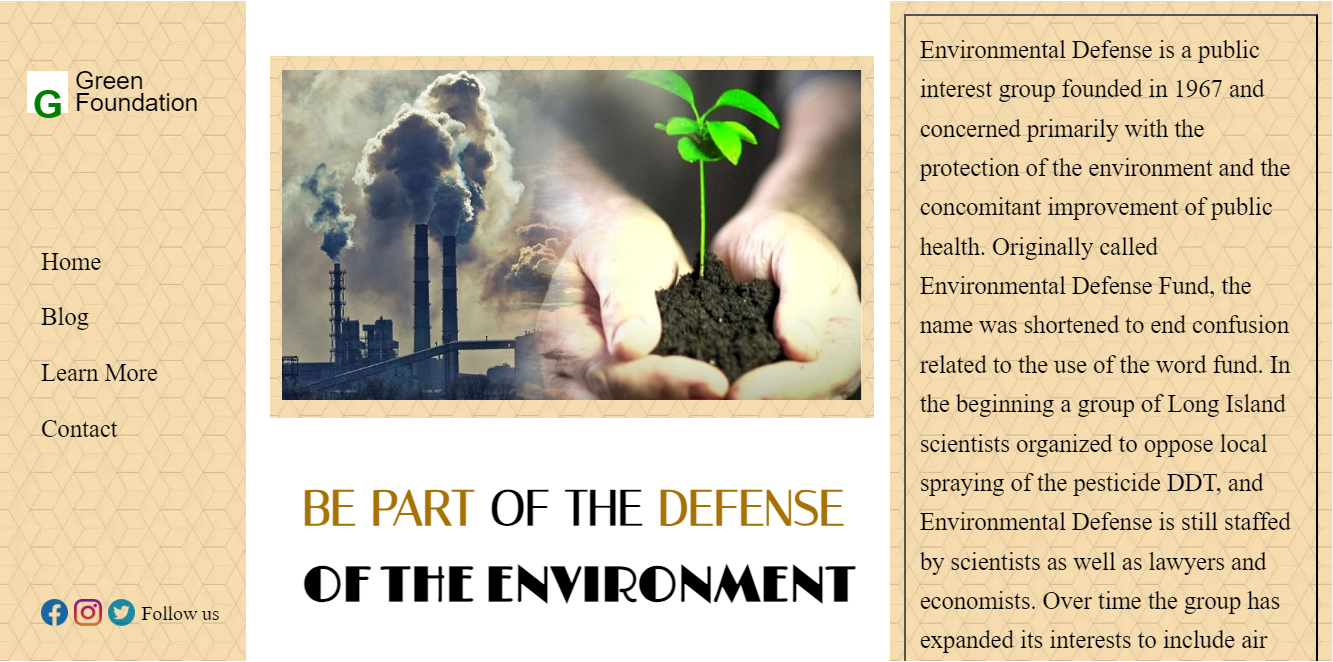 G
Green
Foundation
Home
Blog
Learn More
Contact
Follow us
BE PART OF THE DEFENSE
OF THE ENVIRONMENT
Environmental Defense is a public
interest group founded in 1967 and
concerned primarily with the
protection of the environment and the
concomitant improvement of public
health. Originally called
Environmental Defense Fund, the
name was shortened to end confusion
related to the use of the word fund. In
the beginning a group of Long Island
scientists organized to oppose local
spraying of the pesticide DDT, and
Environmental Defense is still staffed
by scientists as well as lawyers and
economists. Over time the group has
expanded its interests to include air